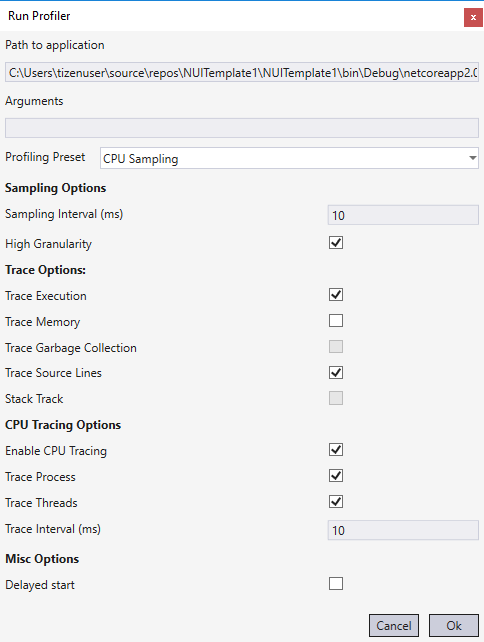 Run Profiler
x
Path to application
C:\Users\tizenuser\source\repos\NUITemplate1\NUITemplate1\bin\Debug\netcoreapp2.0
Arguments
Profiling Preset CPU Sampling
Sampling Options
Sampling Interval (ms) 10
High Granularity
Trace Options:
Trace Execution
Trace Memory
Trace Garbage Collection
Trace Source Lines
Stack Track
CPU Tracing Options
Enable CPU Tracing
Trace Process
Trace Threads
Trace Interval (ms) 10
Misc Options
Delayed start
Cancel Ok